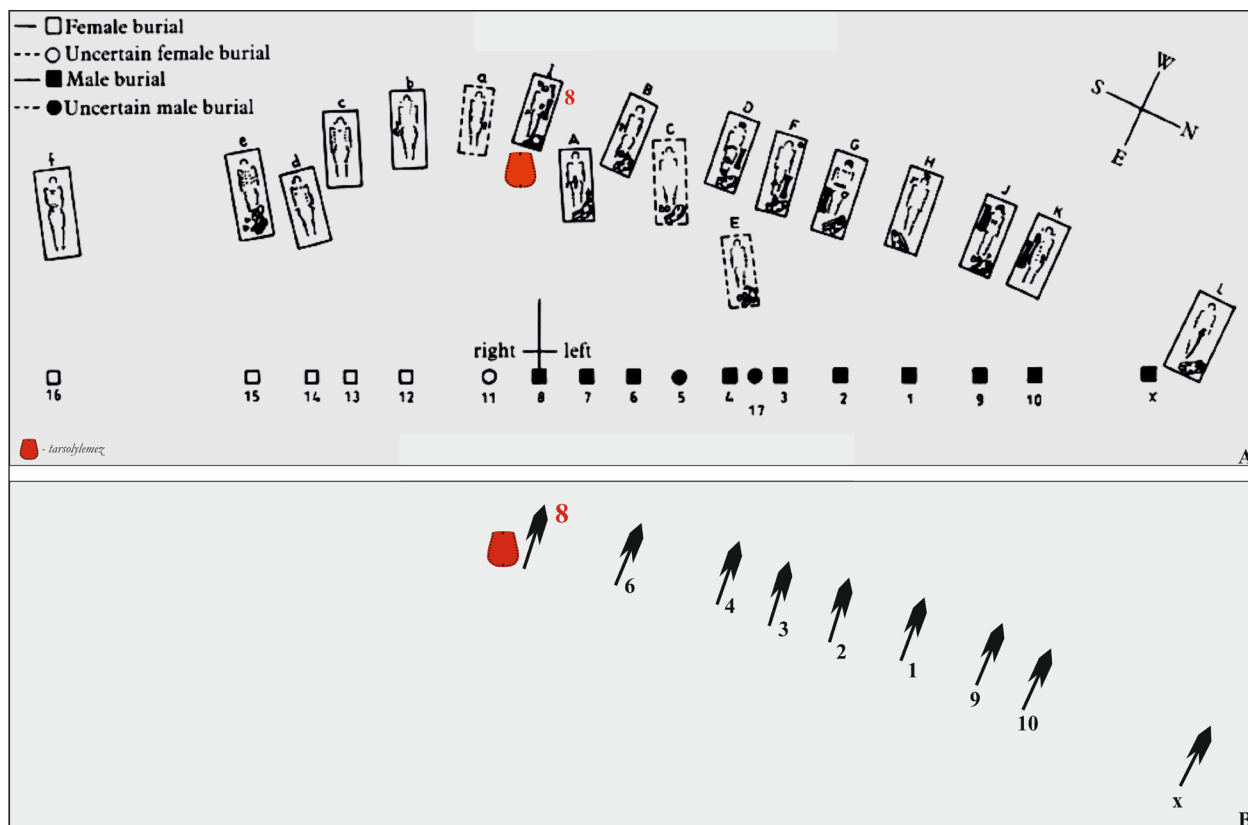 Female burial
Uncertain female burial
Male burial
Uncertain male burial
W
S
N
E
f
e
d
c
b
a
I
8
A
B
C
D
E
F
G
H
J
K
L
right left
16 15 14 13 12 11 8 7 6 5 4 17 3 2 1 9 10 x
- tarsolylemez
A
8
6
4
3
2
1
9
10
x
B